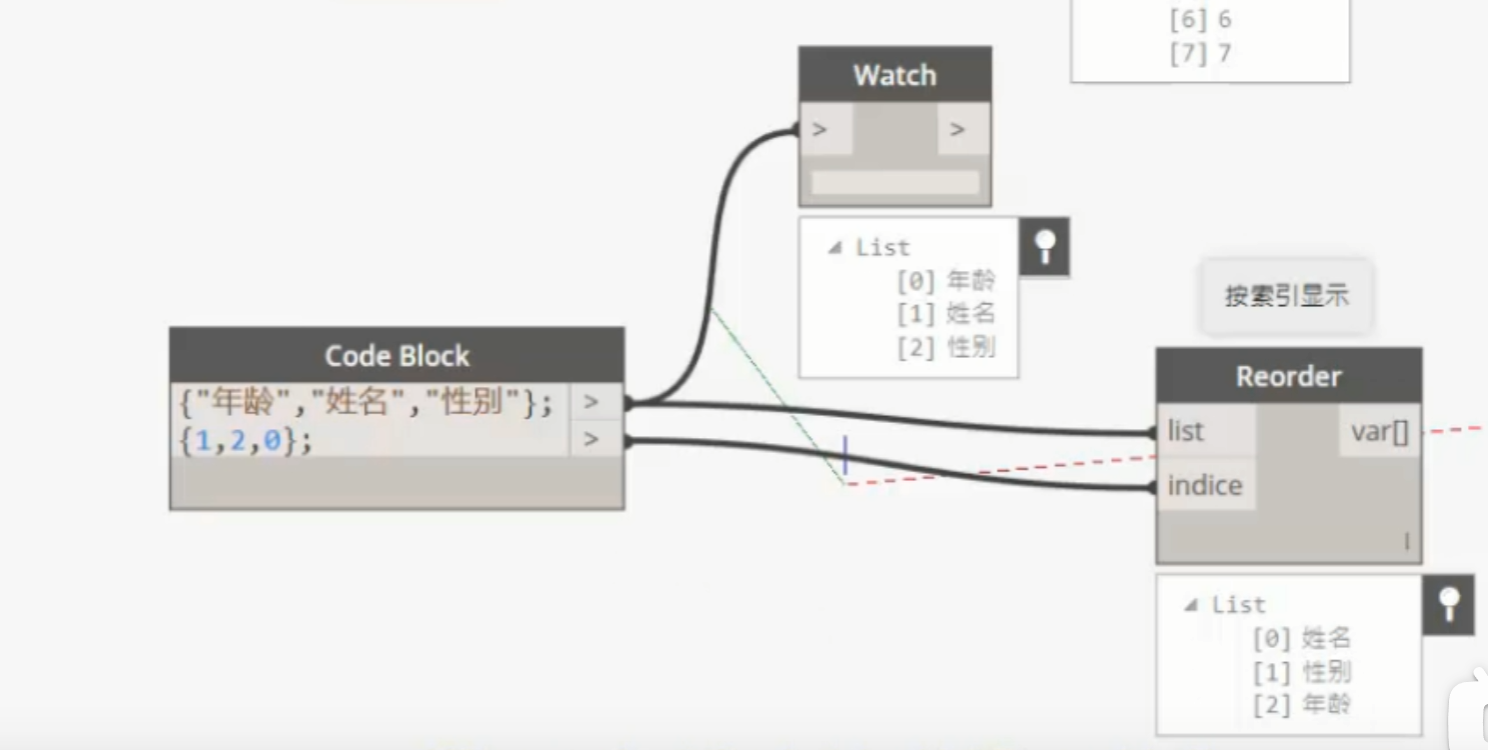 [6] 6
[7] 7
Watch
>
>
List
[0] 年龄
[1] 姓名
[2] 性别
按索引显示
Code Block
{"年龄","姓名","性别"};
>
{1,2,0};
>
Reorder
list
var[]
indice
l
List
[0] 姓名
[1] 性别
[2] 年龄